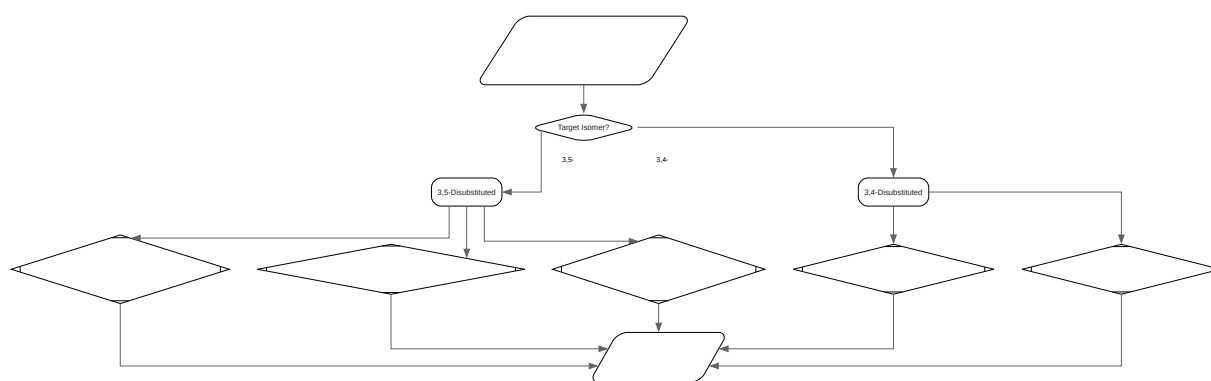 Target Isomer?
3,5-
3,4-
3,5-Disubstituted
3,4-Disubstituted